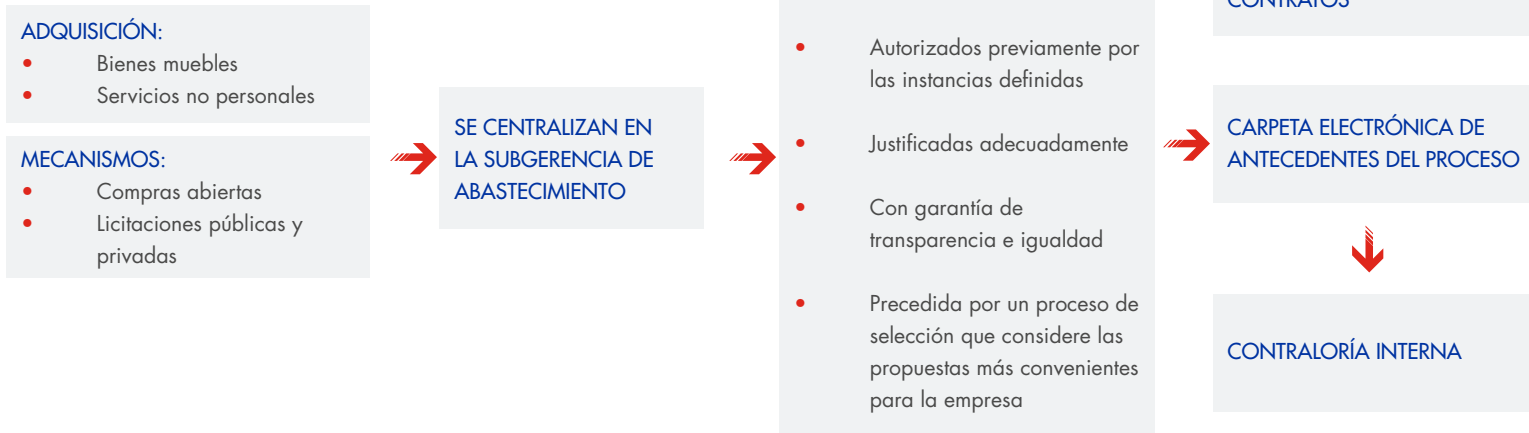 ADQUISICIÓN:
• Bienes muebles
• Servicios no personales
MECANISMOS:
• Compras abiertas
• Licitaciones públicas y
privadas
SE CENTRALIZAN EN
LA SUBGERENCIA DE
ABASTECIMIENTO
• Autorizados previamente por
las instancias definidas
• Justificadas adecuadamente
• Con garantía de
transparencia e igualdad
• Precedida por un proceso de
selección que considere las
propuestas más convenientes
para la empresa
CONTRATOS
CARPETA ELECTRÓNICA DE
ANTECEDENTES DEL PROCESO
CONTRALORÍA INTERNA